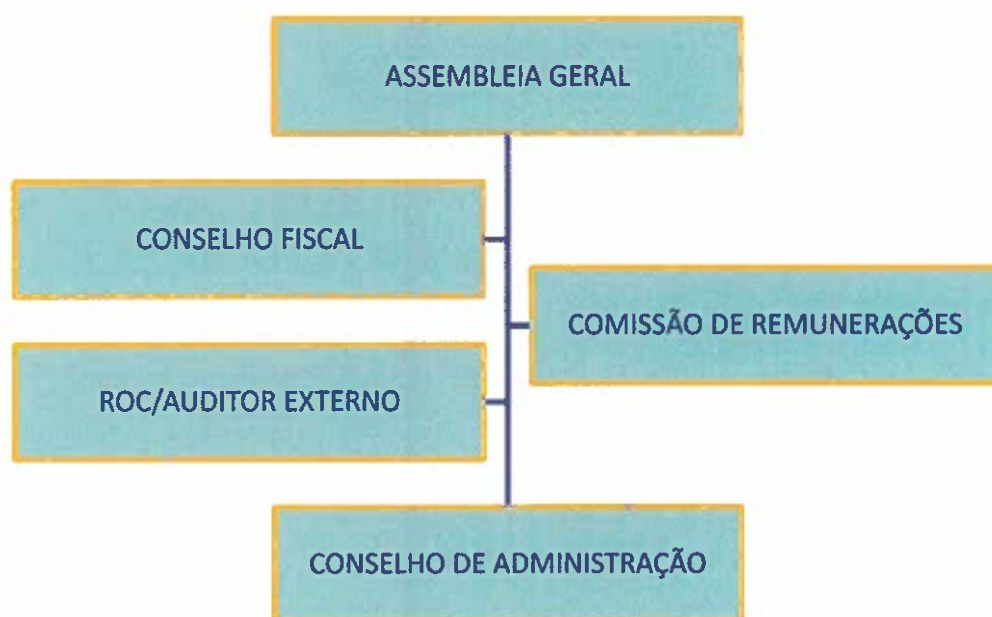 ASSEMBLEIA GERAL
CONSELHO FISCAL
COMISSÃO DE REMUNERAÇÕES
ROC/AUDITOR EXTERNO
CONSELHO DE ADMINISTRAÇÃO